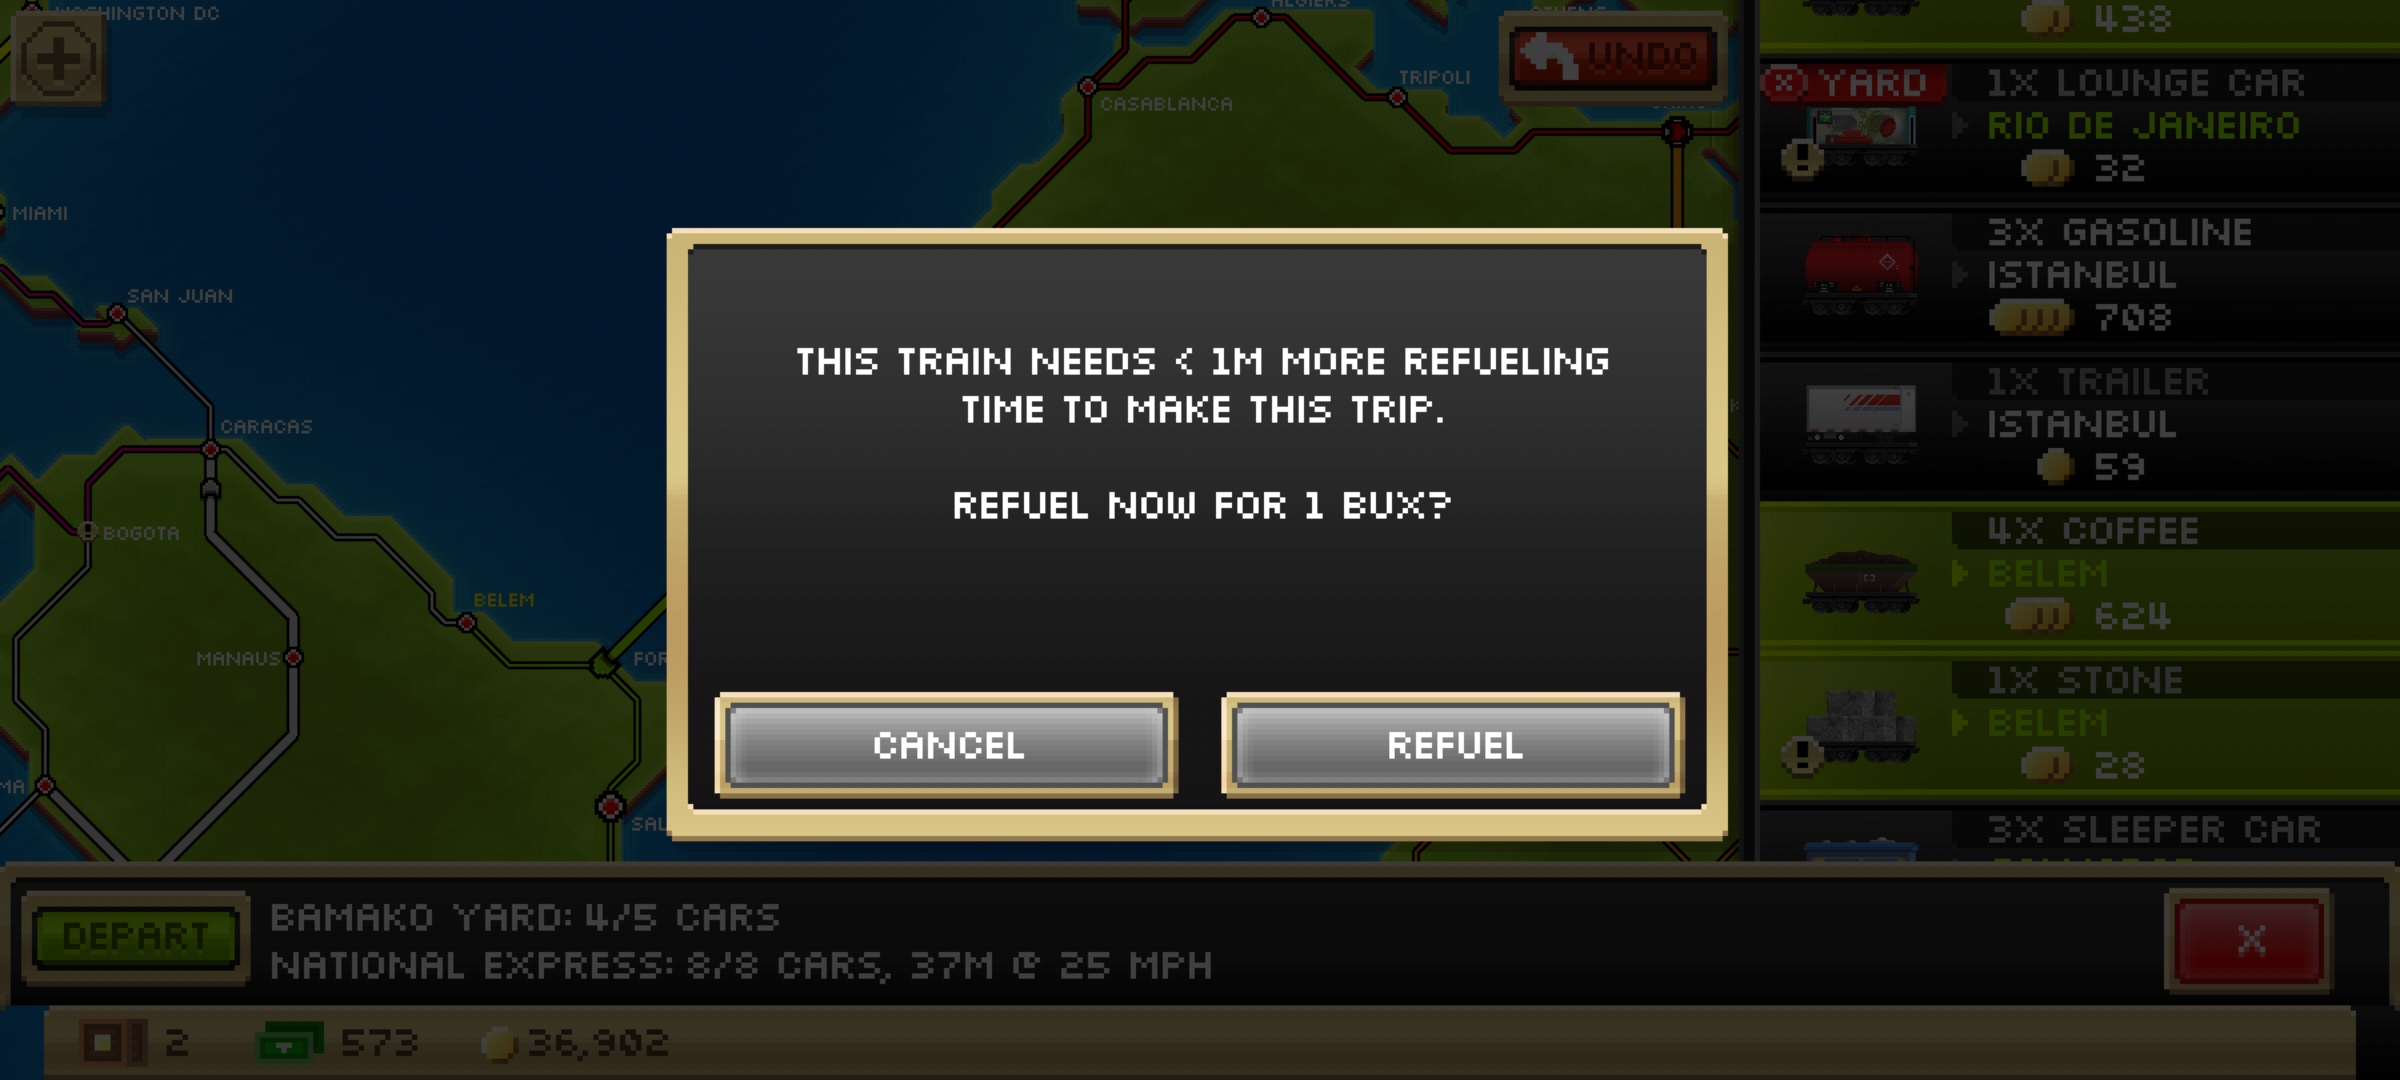 WASHINGTON DC
ALGIERS
ATHENS
UNDO
TRIPOLI
CASABLANCA
MIAMI
SAN JUAN
CARACAS
BOGOTA
BELEM
MANAUS
438
YARD
1X LOUNGE CAR
RIO DE JANEIRO
32
3X GASOLINE
ISTANBUL
708
1X TRAILER
ISTANBUL
59
4X COFFEE
BELEM
624
1X STONE
BELEM
28
3X SLEEPER CAR
THIS TRAIN NEEDS < 1M MORE REFUELING
TIME TO MAKE THIS TRIP.
REFUEL NOW FOR 1 BUX?
CANCEL
REFUEL
DEPART
BAMAKO YARD: 4/5 CARS
NATIONAL EXPRESS: 8/8 CARS, 37M @ 25 MPH
X
2
573
36,902